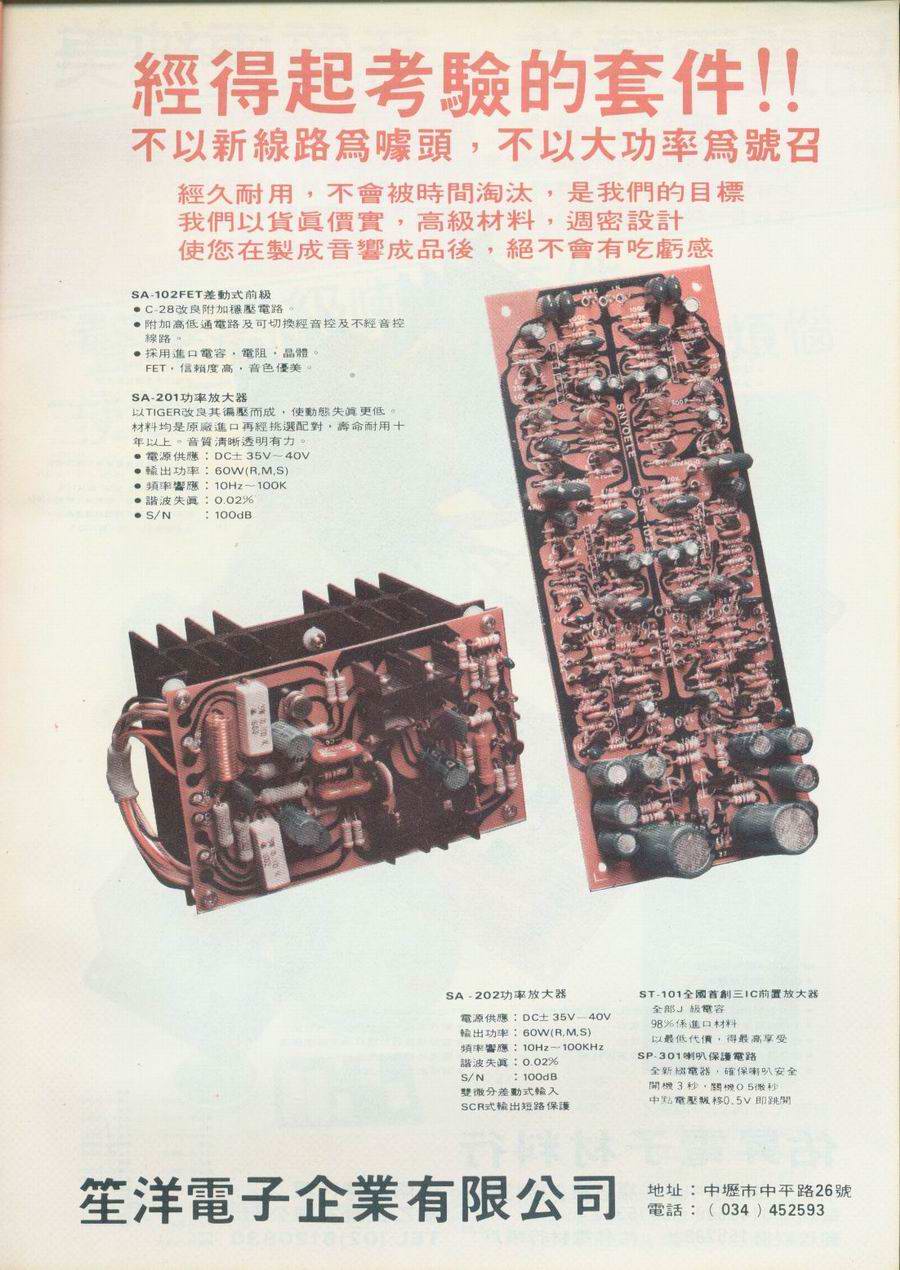 經得起考驗的套件!!
不以新線路爲噱頭，不以大功率爲號召
經久耐用，不會被時間淘汰，是我們的目標
我們以貨眞價實，高級材料，週密設計
使您在製成音響成品後，絕不會有吃虧感
SA-102FET差動式前級
● C-28改良附加穩壓電路。
● 附加高低通電路及可切換經音控及不經音控
線路。
● 採用進口電容，電阻，晶體。
FET，信賴度高，音色優美。
SA-201功率放大器
以TIGER改良其偏壓而成，使動態失眞更低。
材料均是原廠進口再經挑選配對，壽命耐用十
年以上。音質清晰透明有力。
● 電源供應：DC± 35V～40V
● 輸出功率：60W(R,M,S)
● 頻率響應：10Hz～100K
● 諧波失眞：0.02%
● S/N ：100dB
MAG IN
SNYOELE
SA-202功率放大器
電源供應：DC± 35V—40V
輸出功率：60W(R,M,S)
頻率響應：10Hz～100KHz
諧波失眞：0.02%
S/N ：100dB
雙微分差動式輸入
SCR式輸出短路保護
ST-101全國首創三IC前置放大器
全部J 級電容
98%係進口材料
以最低代價，得最高享受
SP-301喇叭保護電路
全新繼電器，確保喇叭安全
開機3秒，關機0.5微秒
中點電壓飄移0.5V 即跳開
笙洋電子企業有限公司
地址：中壢市中平路26號
電話：(034)452593